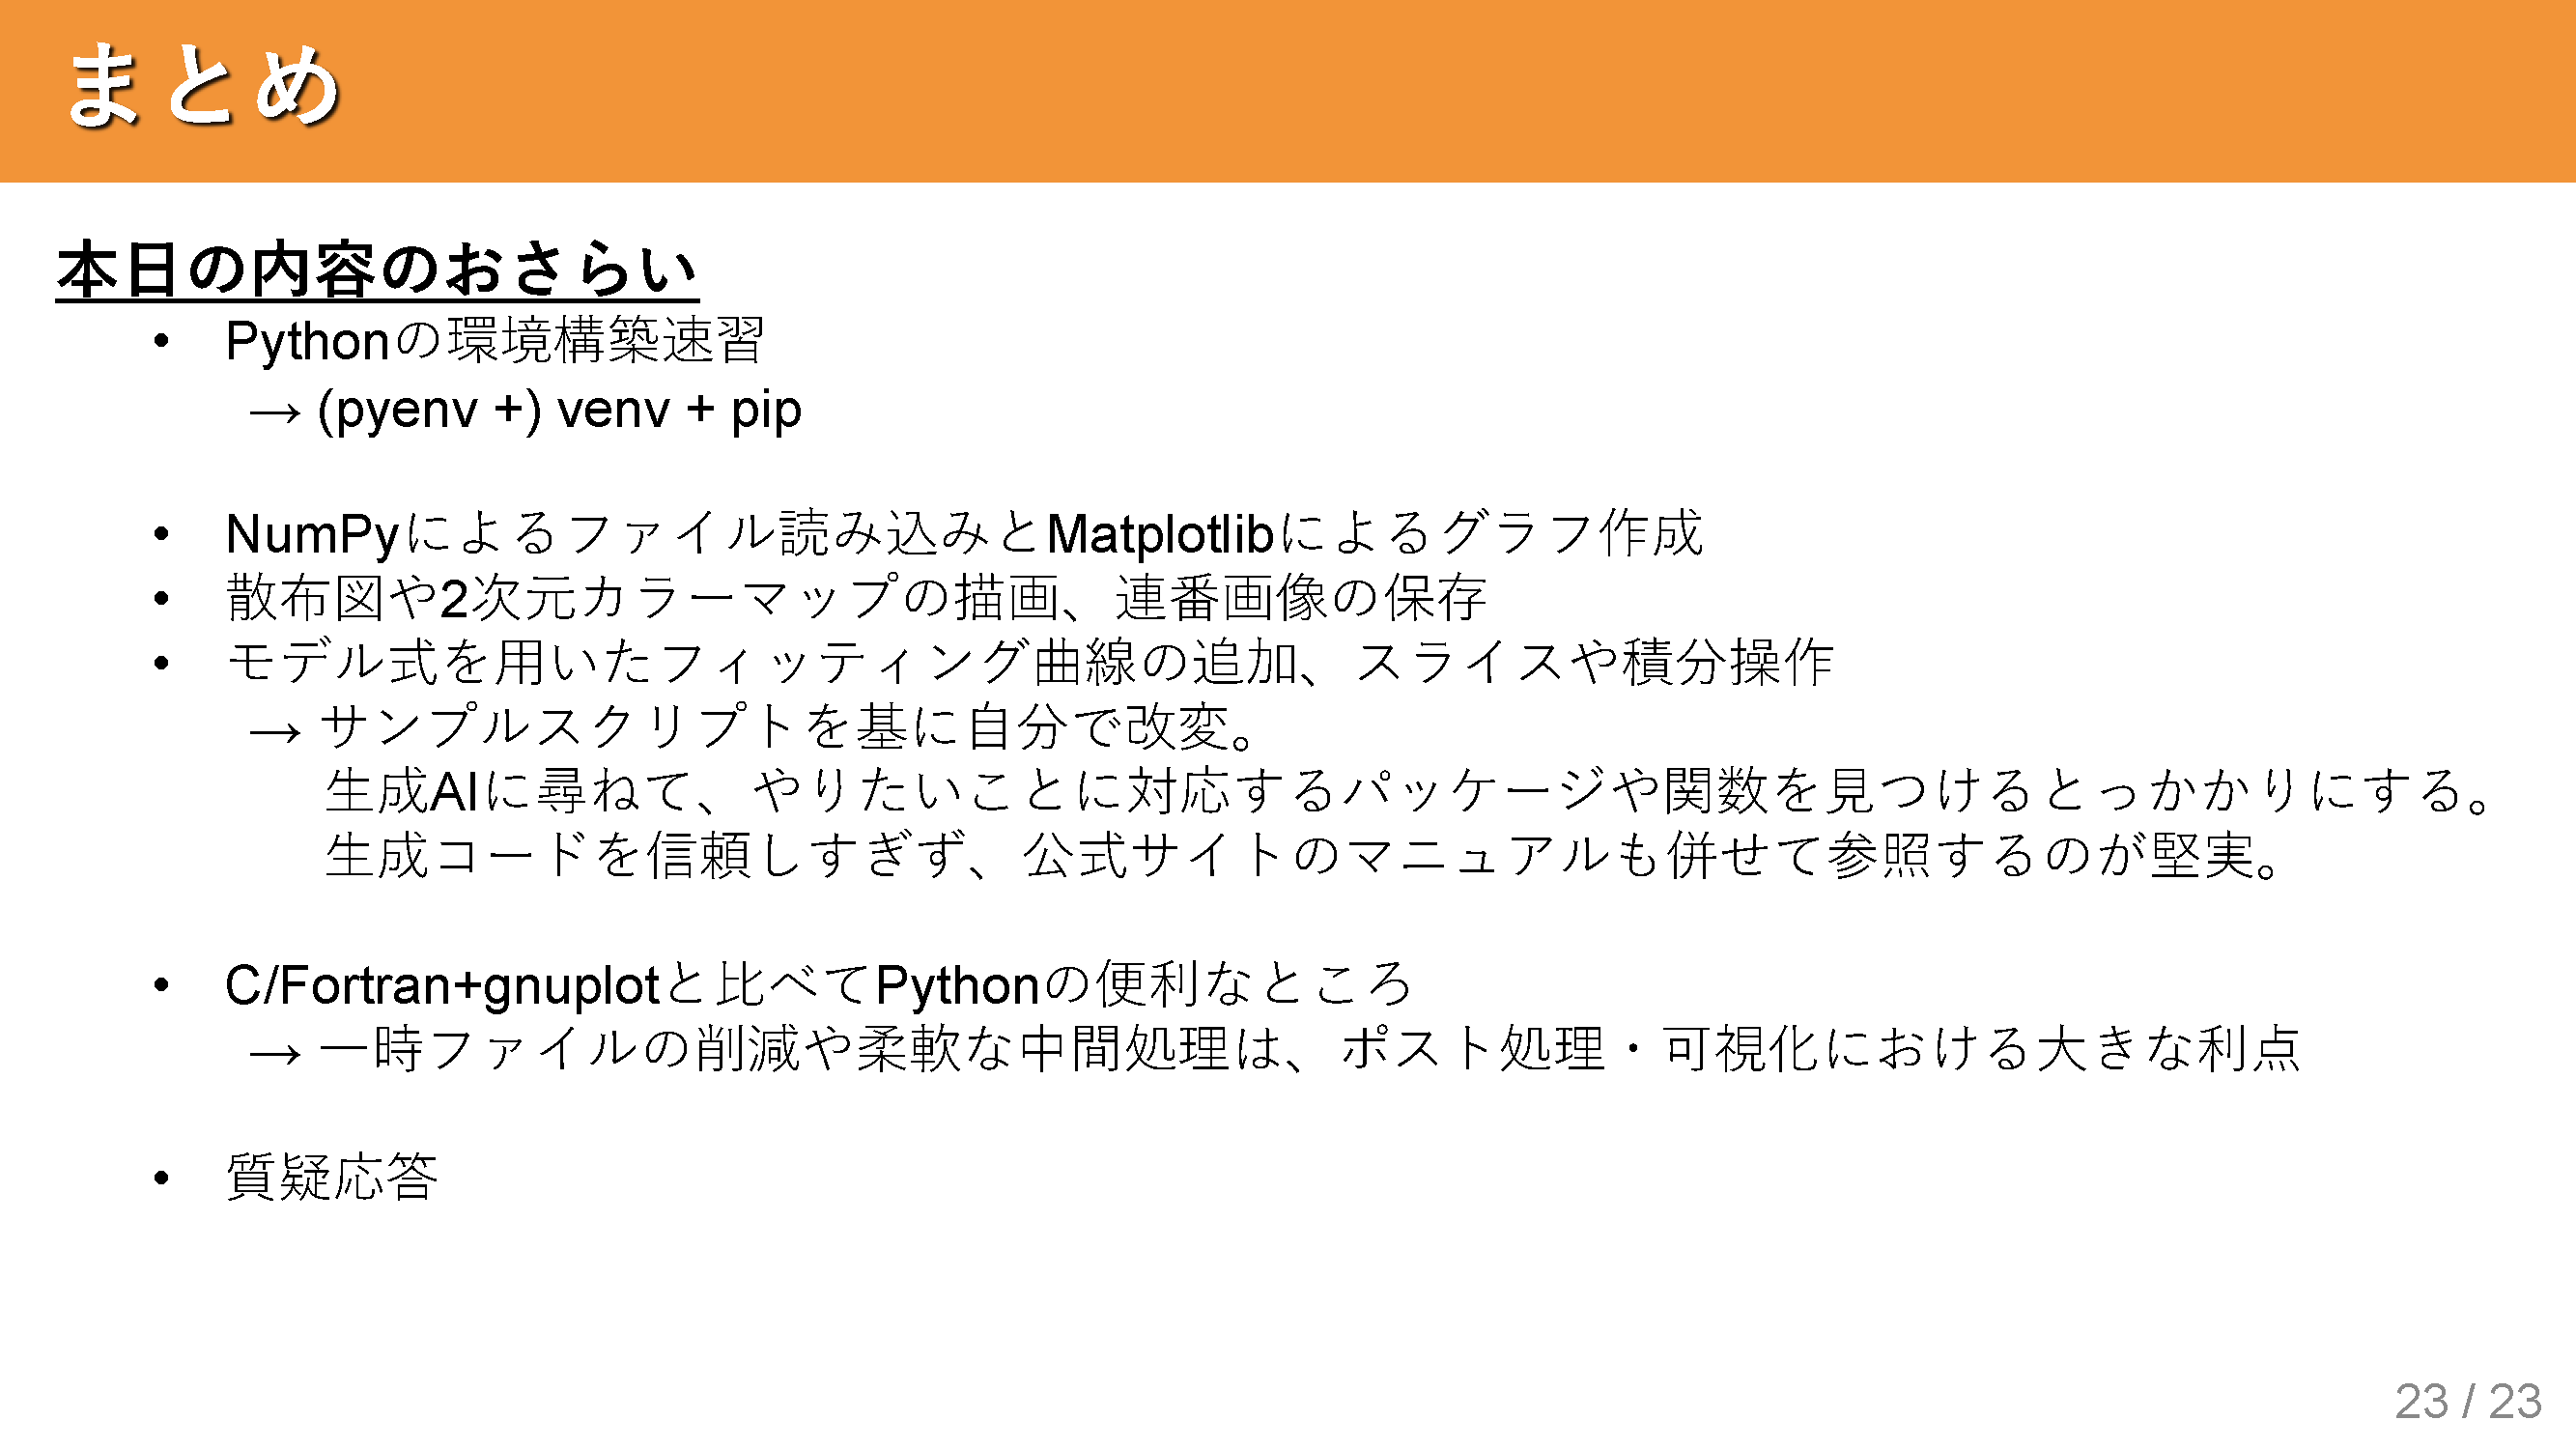 まとめ
本日の内容のおさらい
• Pythonの環境構築速習
→ (pyenv +) venv + pip
• NumPyによるファイル読み込みとMatplotlibによるグラフ作成
• 散布図や2次元カラーマップの描画、連番画像の保存
• モデル式を用いたフィッティング曲線の追加、スライスや積分操作
→ サンプルスクリプトを基に自分で改変。
生成AIに尋ねて、やりたいことに対応するパッケージや関数を見つけるとっかかりにする。
生成コードを信頼しすぎず、公式サイトのマニュアルも併せて参照するのが堅実。
• C/Fortran+gnuplotと比べてPythonの便利なところ
→ 一時ファイルの削減や柔軟な中間処理は、ポスト処理・可視化における大きな利点
• 質疑応答
23 / 23